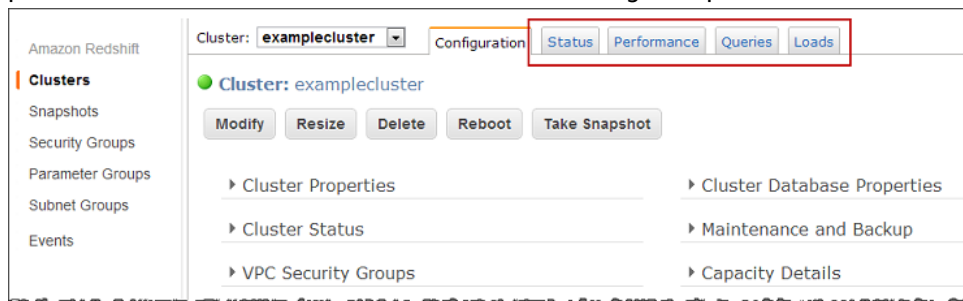 Amazon Redshift
Clusters
Snapshots
Security Groups
Parameter Groups
Subnet Groups
Events
Cluster: examplecluster
Configuration Status Performance Queries Loads
Cluster: examplecluster
Modify Resize Delete Reboot Take Snapshot
Cluster Properties
Cluster Database Properties
Cluster Status
Maintenance and Backup
VPC Security Groups
Capacity Details